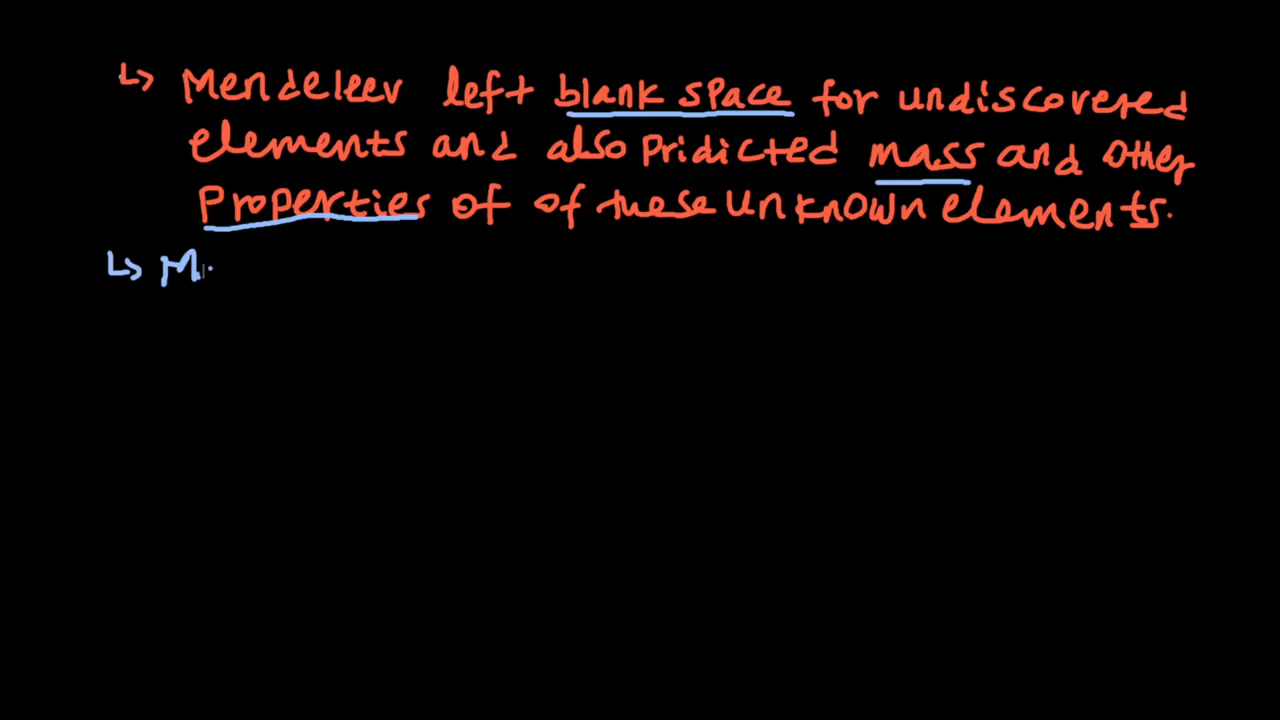 ↳ Mendeleev left blank space for undiscovered
elements and also Pridicted mass and other
Properties of of these unknown elements.
↳ M